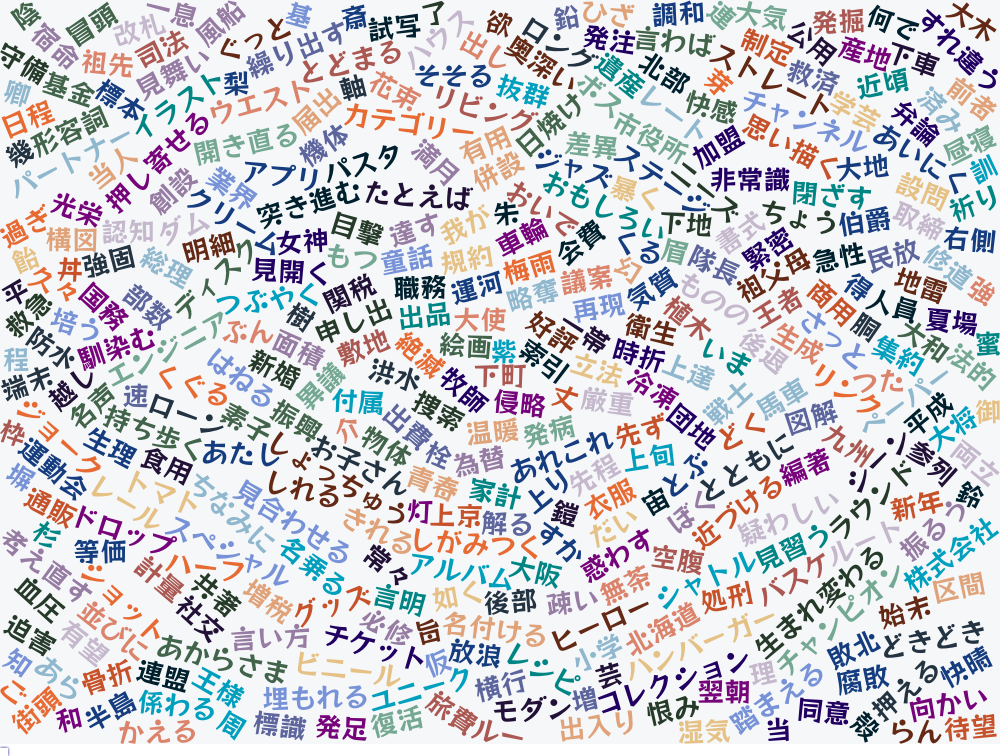 陰
宿命
冒頭
改札
一息
風船
ぐっと
基
斎
試写
了
ハウス
欲
ロング
鉛
ひざ
調和
大気
発掘
何で
すれ違う
大木
守備
基金
祖先
司法
見舞い
繰り出す
とどまる
出し
奥深い
発注
言わば
制定
公用
産地
下車
卿
標本
イラスト
梨
ウエスト
軸
花束
そそる
リビング
抜群
遺産
北部
ストレート
芽
救済
近頃
済み
前者
日程
幾
形容詞
パートナー
当人
寄せる
押し
開き直る
届出
機体
カテゴリー
有用
日焼け
ボス
市役所
レート
快感
チャンネル
学芸
弁論
昼寝
あいにく
訓
祈り
創設
業界
アプリ
パスタ
満月
併設
ジャズ
差異
ステージ
加盟
思い描く
大地
設問
過ぎ
光栄
構図
認知
ダム
クリーム
突き進む
たとえば
おいで
おもしろい
暴く
ニーズ
非常識
閉ざす
取締
右側
飴
丼
強固
総理
明細
女神
目撃
達す
我が
朱
車輪
会費
くる
下地
善え
ちょう
伯爵
平
々
国務
部数
ディスク
見開く
もつ
童話
規約
梅雨
議案
幻
眉
隊長
緊密
祖父母
急性
民放
修道
強
救急
培う
馴染む
エンジニア
つぶやく
樹
関税
職務
運河
略奪
再現
気質
ものの
王者
商用
得
人員
地雷
夏場
蜜
防水
程
端末
越し
名声
ぶん
面積
申し出
出品
大使
好評
一帯
衛生
植木
いま
後退
生成
さっと
胴
集約
大和
法的
はねる
新婚
敷地
絶滅
絵画
紫
索引
時折
立法
上達
リンク
つた
ペーパー
くぐる
速
ローン
素子
振興
付属
洪水
捜索
牧師
下町
侵略
丈
厳重
冷凍
団地
戦士
馬車
図解
平成
大将
御
ジョーク
枠
持ち歩く
あたし
お子さん
物体
出費
栓
為替
温暖
発病
あれこれ
先ず
どく
とともに
九州
シーン
参列
両立
塀
運動会
生理
食用
しょっちゅう
しれる
青春
家計
上り
先程
上旬
とぶ
編著
鈴
通販
レール
トマト
ちなみに
見合わせる
きれる
灯
上京
解る
鎧
衣服
宙
ぼく
近づける
疑わしい
ラウンド
新年
振るう
杉
ドロップ
スペシャル
名乗る
しがみつく
すか
だい
惑わす
空腹
見習う
ルート
株式会社
考え直す
等価
ショット
計量
ハーフ
共著
社交
増税
常々
アルバム
大阪
如く
言明
グッズ
後部
疎い
無茶
シャトル
処刑
バスケ
生まれ変わる
チャンピオン
始末
区間
血圧
並びに
有望
迫害
あからさま
言い方
チケット
必修
旨
名付ける
仮
放浪
ヒーロー
レシピ
小学
北海道
ハンバーガー
敗北
どきどき
知
あら
骨折
連盟
王様
ビニール
ユニーク
横行
芸
コレクション
理
踏まえる
腐敗
押える
快晴
街頭
和
半島
係わる
周
埋もれる
標識
発足
復活
旅費
ルー
モダン
増
出入り
恨み
翌朝
湿気
当
同意
愛
向かい
らん
待望
かえる